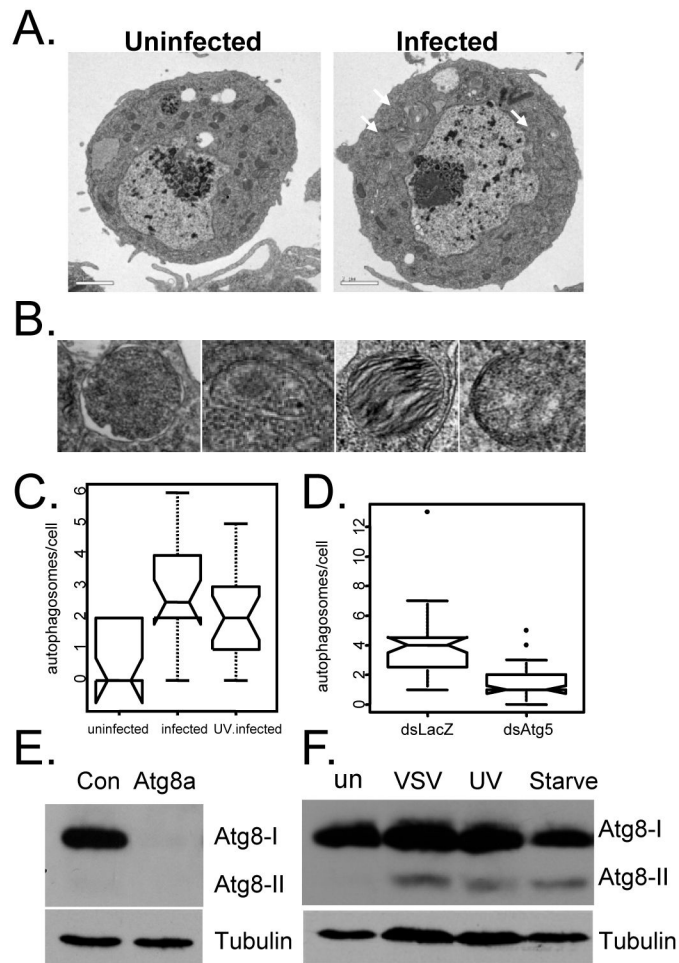 A.
Uninfected
Infected
B.
C.
autophagosomes/cell
6
5
4
3
2
1
0
uninfected
infected
UV.infected
D.
autophagosomes/cell
12
10
8
6
4
2
0
dsLacZ
dsAtg5
E.
Con Atg8a
Atg8-I
Atg8-II
Tubulin
F.
un VSV UV Starve
Atg8-I
Atg8-II
Tubulin